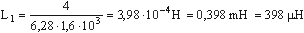 L₁ = 4 / (6,28·1,6·10³) = 3,98·10⁻⁴ H = 0,398 mH = 398 µH